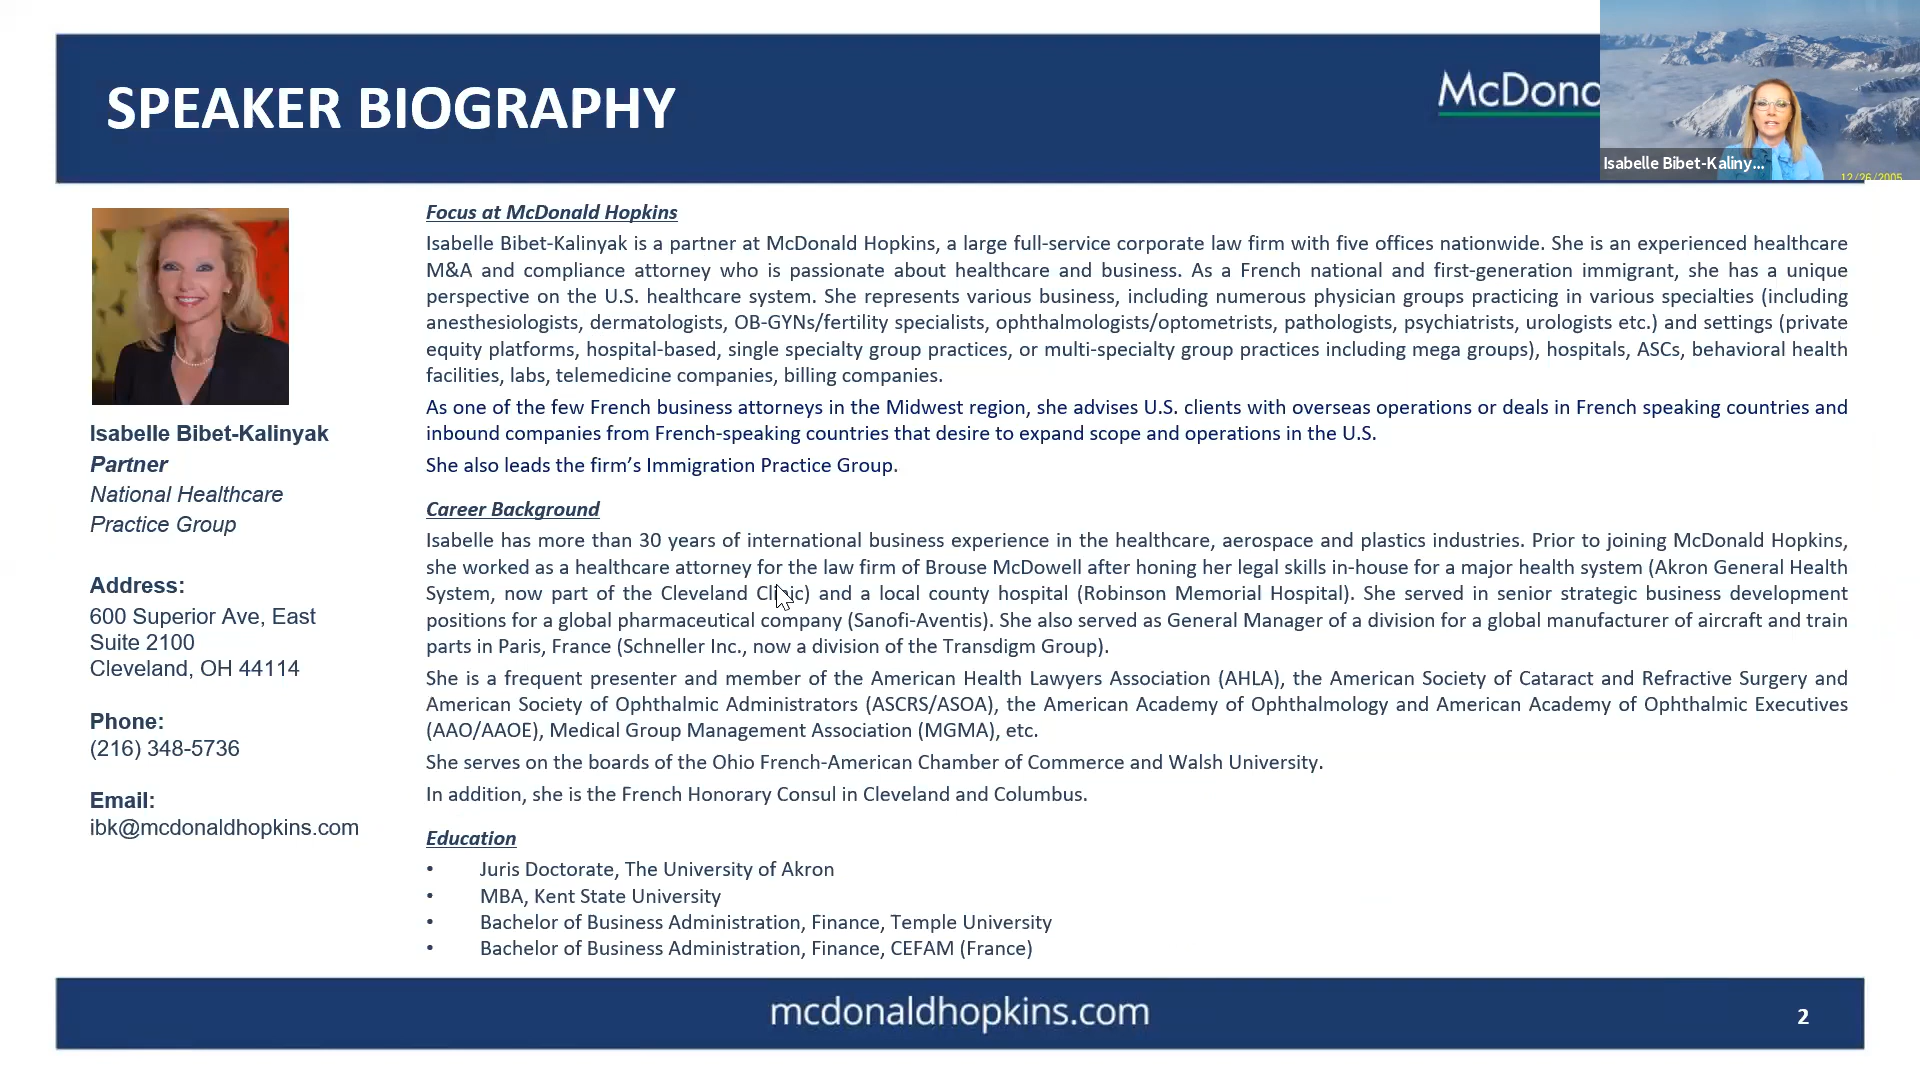 SPEAKER BIOGRAPHY
McDon
Isabelle Bibet-Kaliny...
12/26/2005
Isabelle Bibet-Kalinyak
Partner
National Healthcare
Practice Group
Address:
600 Superior Ave, East
Suite 2100
Cleveland, OH 44114
Phone:
(216) 348-5736
Email:
ibk@mcdonaldhopkins.com
Focus at McDonald Hopkins
Isabelle Bibet-Kalinyak is a partner at McDonald Hopkins, a large full-service corporate law firm with five offices nationwide. She is an experienced healthcare
M&A and compliance attorney who is passionate about healthcare and business. As a French national and first-generation immigrant, she has a unique
perspective on the U.S. healthcare system. She represents various business, including numerous physician groups practicing in various specialties (including
anesthesiologists, dermatologists, OB-GYNs/fertility specialists, ophthalmologists/optometrists, pathologists, psychiatrists, urologists etc.) and settings (private
equity platforms, hospital-based, single specialty group practices, or multi-specialty group practices including mega groups), hospitals, ASCs, behavioral health
facilities, labs, telemedicine companies, billing companies.
As one of the few French business attorneys in the Midwest region, she advises U.S. clients with overseas operations or deals in French speaking countries and
inbound companies from French-speaking countries that desire to expand scope and operations in the U.S.
She also leads the firm’s Immigration Practice Group.
Career Background
Isabelle has more than 30 years of international business experience in the healthcare, aerospace and plastics industries. Prior to joining McDonald Hopkins,
she worked as a healthcare attorney for the law firm of Brouse McDowell after honing her legal skills in-house for a major health system (Akron General Health
System, now part of the Cleveland Clinic) and a local county hospital (Robinson Memorial Hospital). She served in senior strategic business development
positions for a global pharmaceutical company (Sanofi-Aventis). She also served as General Manager of a division for a global manufacturer of aircraft and train
parts in Paris, France (Schneller Inc., now a division of the Transdigm Group).
She is a frequent presenter and member of the American Health Lawyers Association (AHLA), the American Society of Cataract and Refractive Surgery and
American Society of Ophthalmic Administrators (ASCRS/ASOA), the American Academy of Ophthalmology and American Academy of Ophthalmic Executives
(AAO/AAOE), Medical Group Management Association (MGMA), etc.
She serves on the boards of the Ohio French-American Chamber of Commerce and Walsh University.
In addition, she is the French Honorary Consul in Cleveland and Columbus.
Education
• Juris Doctorate, The University of Akron
• MBA, Kent State University
• Bachelor of Business Administration, Finance, Temple University
• Bachelor of Business Administration, Finance, CEFAM (France)
mcdonaldhopkins.com
2